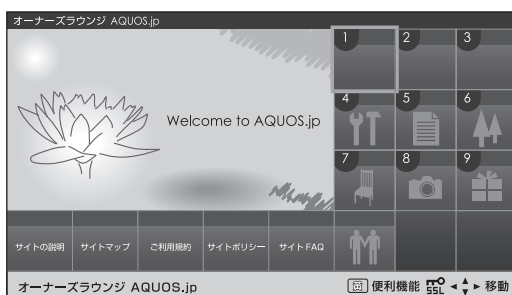 オーナーズラウンジ AQUOS.jp
1 2 3
Welcome to AQUOS.jp
4 5 6
7 8 9
サイトの説明 サイトマップ ご利用規約 サイトポリシー サイトFAQ
オーナーズラウンジ AQUOS.jp 回 便利機能 SSL 移動